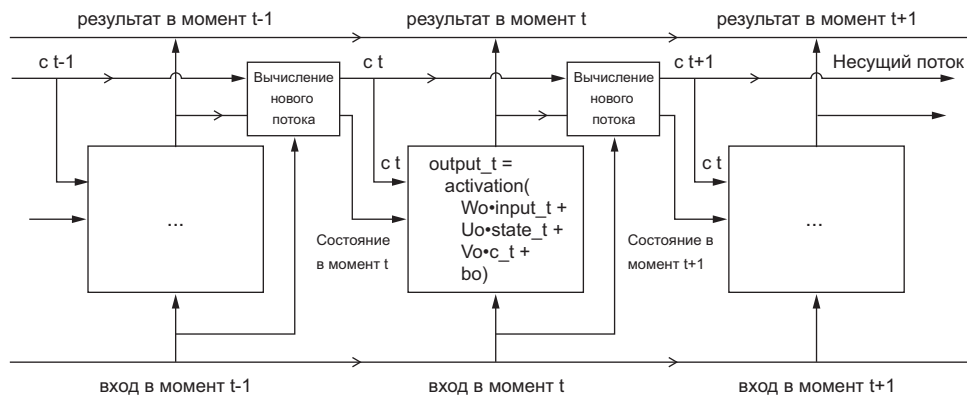 результат в момент t-1
результат в момент t
результат в момент t+1
c t-1
Вычисление
нового
потока
c t
Вычисление
нового
потока
c t+1
Несущий поток
...
c t
output_t =
activation(
Wo•input_t +
Uo•state_t +
Vo•c_t +
bo)
c t
...
Состояние
в момент t
Состояние в
момент t+1
вход в момент t-1
вход в момент t
вход в момент t+1